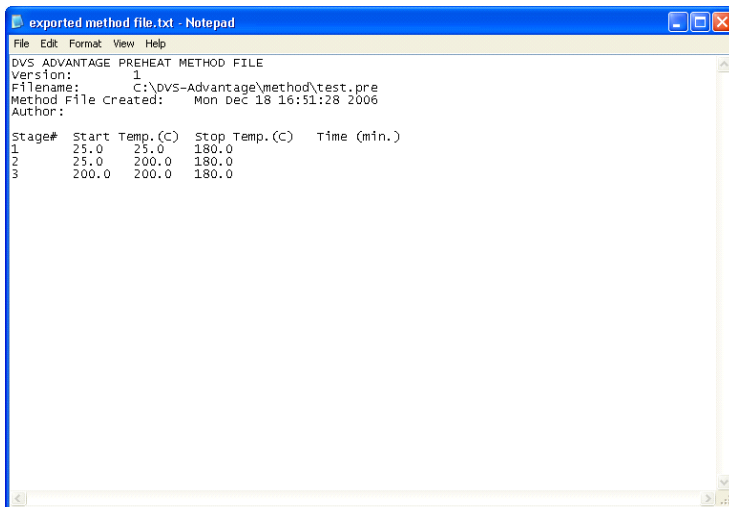 exported method file.txt - Notepad
File Edit Format View Help
DVS ADVANTAGE PREHEAT METHOD FILE
Version: 1
Filename: C:\DVS-Advantage\method\test.pre
Method File Created: Mon Dec 18 16:51:28 2006
Author:
Stage# Start Temp.(C) Stop Temp.(C) Time (min.)
1 25.0 25.0 180.0
2 25.0 200.0 180.0
3 200.0 200.0 180.0